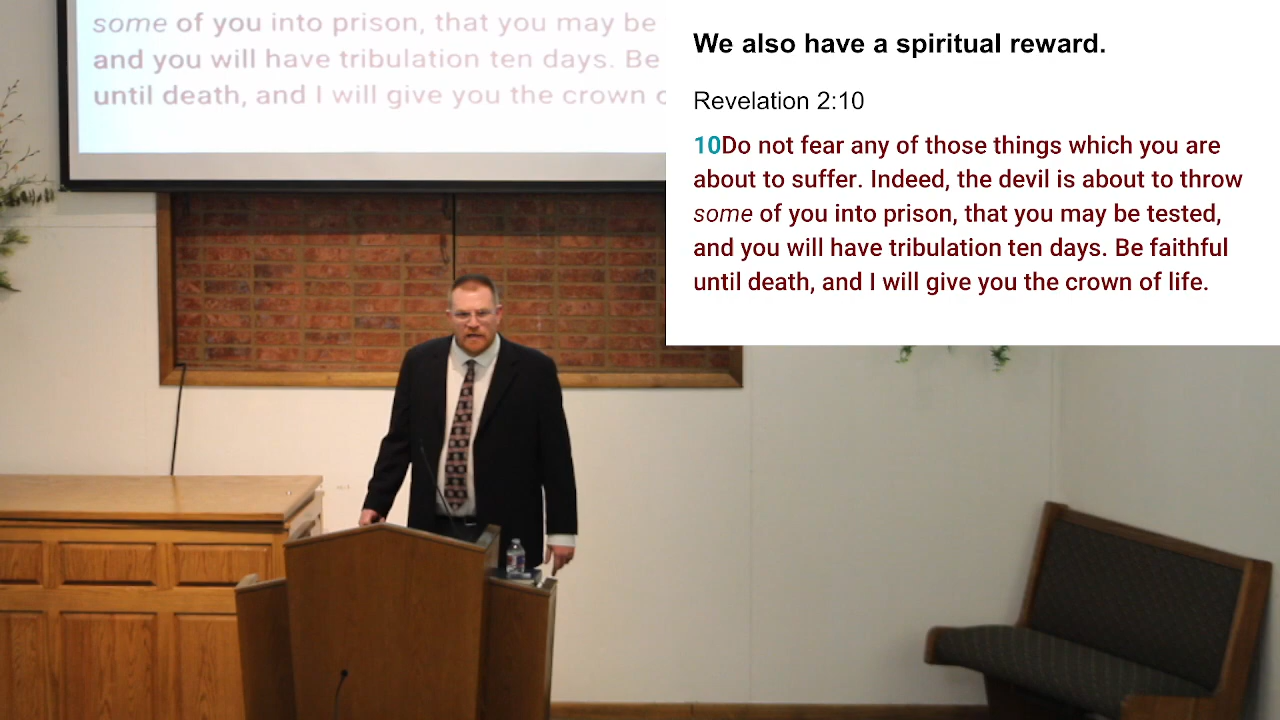 some of you into prison, that you may be
and you will have tribulation ten days. Be
until death, and I will give you the crown
We also have a spiritual reward.
Revelation 2:10
10Do not fear any of those things which you are
about to suffer. Indeed, the devil is about to throw
some of you into prison, that you may be tested,
and you will have tribulation ten days. Be faithful
until death, and I will give you the crown of life.